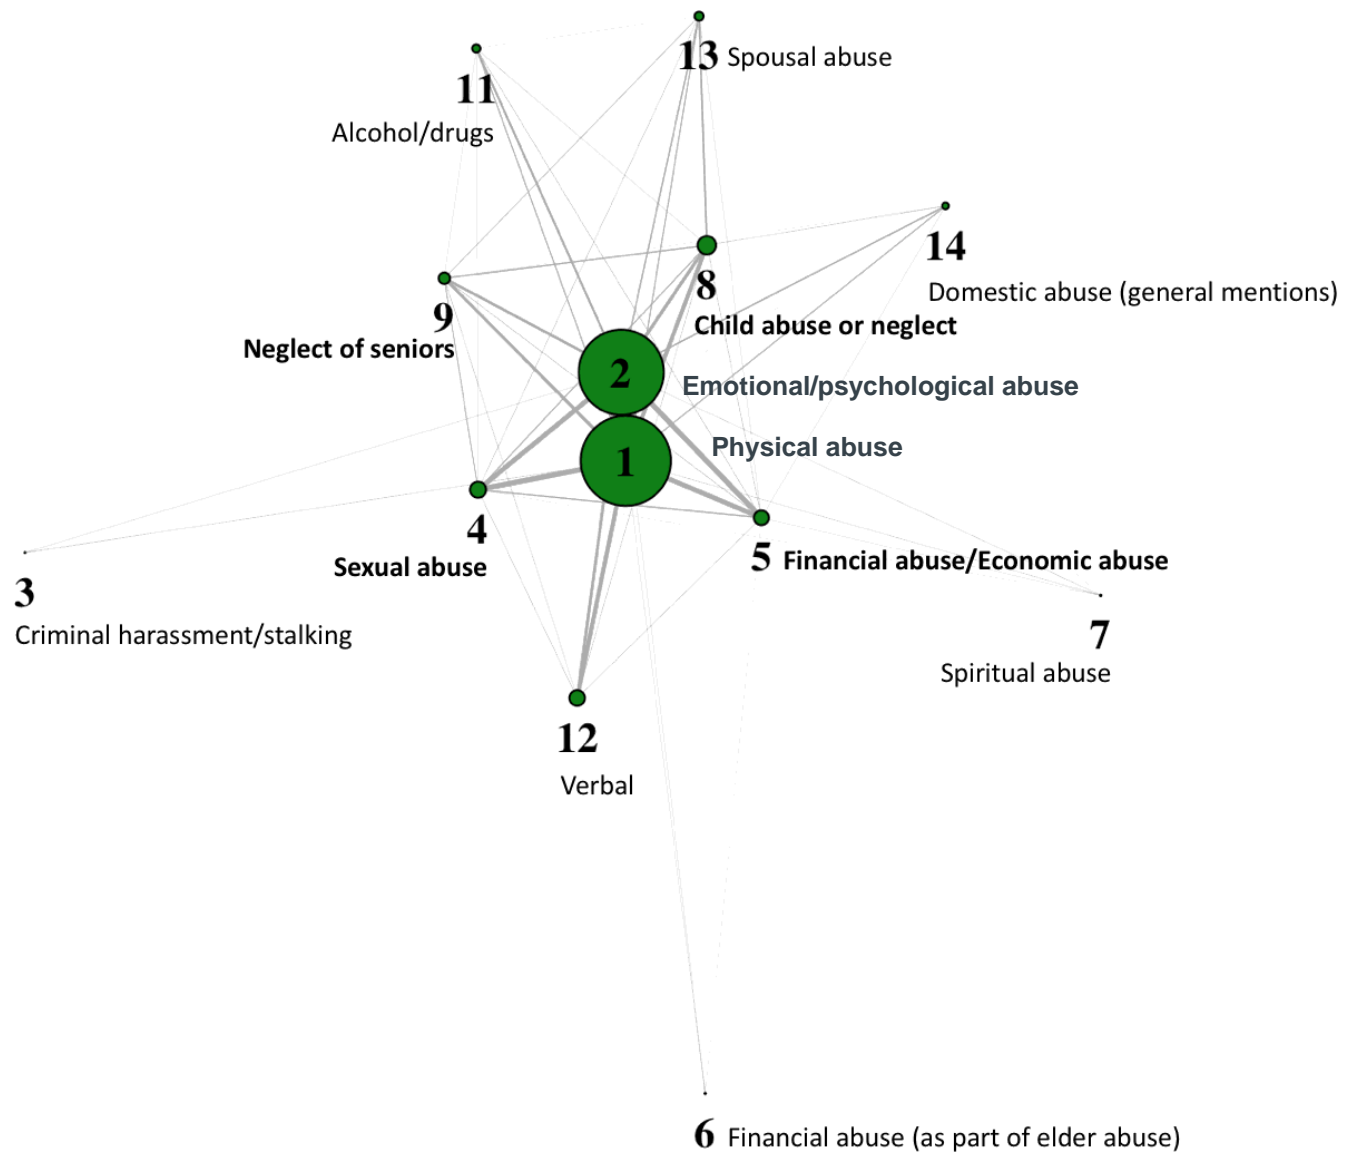 13 Spousal abuse
11
Alcohol/drugs
14
Domestic abuse (general mentions)
8
Child abuse or neglect
9
Neglect of seniors
2
Emotional/psychological abuse
1
Physical abuse
4
Sexual abuse
5 Financial abuse/Economic abuse
3
Criminal harassment/stalking
7
Spiritual abuse
12
Verbal
6 Financial abuse (as part of elder abuse)